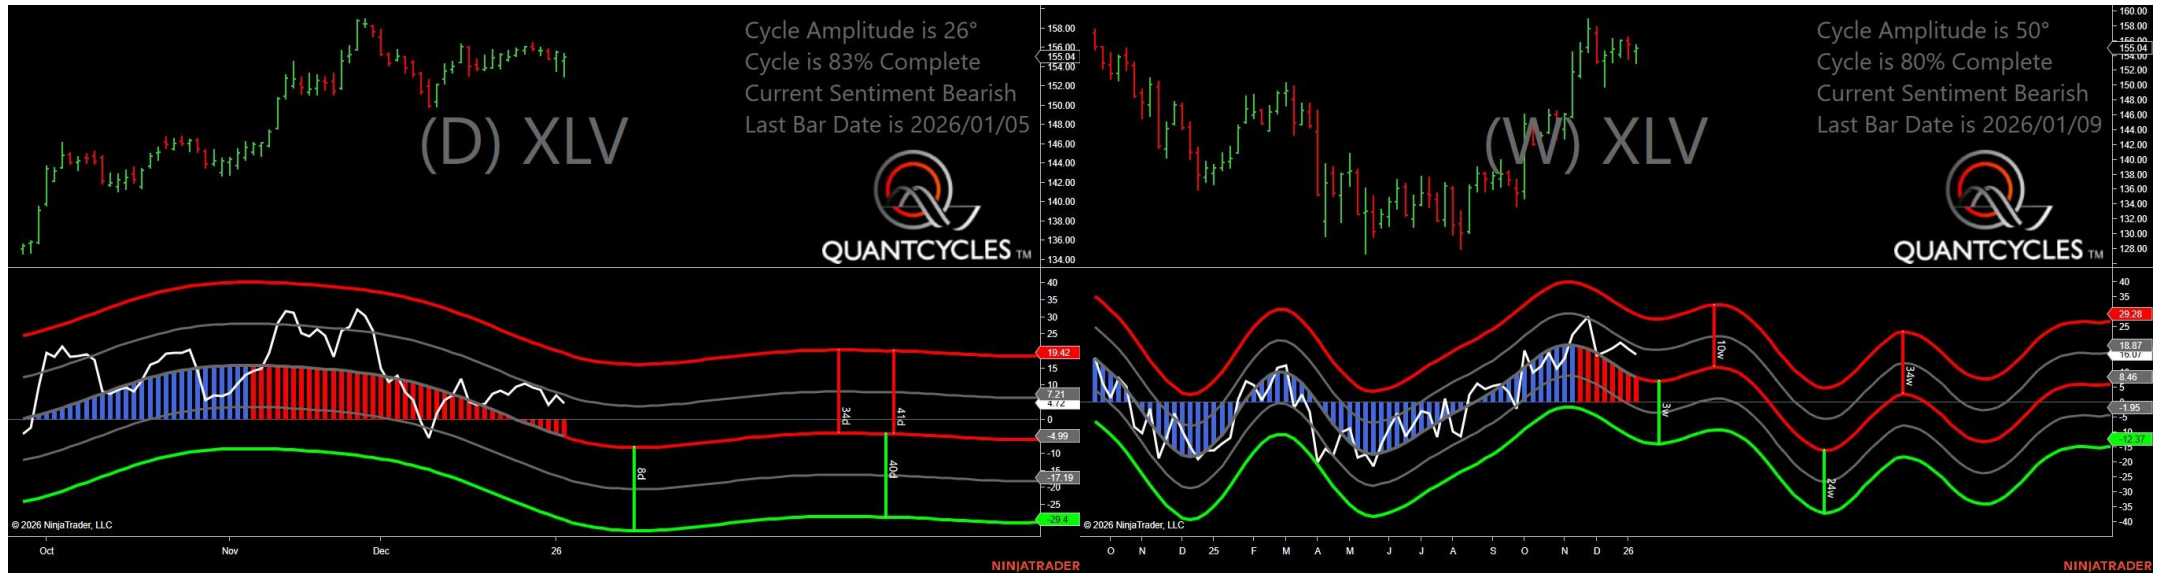 Cycle Amplitude is 26°
Cycle is 83% Complete
Current Sentiment Bearish
Last Bar Date is 2026/01/05
(D) XLV
QUANTCYCLES TM
158.00
156.00
155.04
154.00
152.00
150.00
148.00
146.00
144.00
142.00
140.00
138.00
136.00
134.00
40
35
30
25
19.42
15
10
7.21
4.72
0
-4.99
-10
-17.19
-20
-25
-29.4
34d
41d
8d
40d
© 2026 NinjaTrader, LLC
Oct
Nov
Dec
26
NINJATRADER
Cycle Amplitude is 50°
Cycle is 80% Complete
Current Sentiment Bearish
Last Bar Date is 2026/01/09
(W) XLV
QUANTCYCLES TM
160.00
158.00
155.04
154.00
152.00
150.00
148.00
146.00
144.00
142.00
140.00
138.00
136.00
134.00
132.00
130.00
128.00
40
35
29.28
25
18.87
16.07
8.46
5
-1.95
-5
-12.37
-15
-20
-25
-30
-35
-40
10w
34w
3w
24w
© 2026 NinjaTrader, LLC
O
N
D
25
F
M
A
M
J
J
A
S
O
N
D
26
NINJATRADER